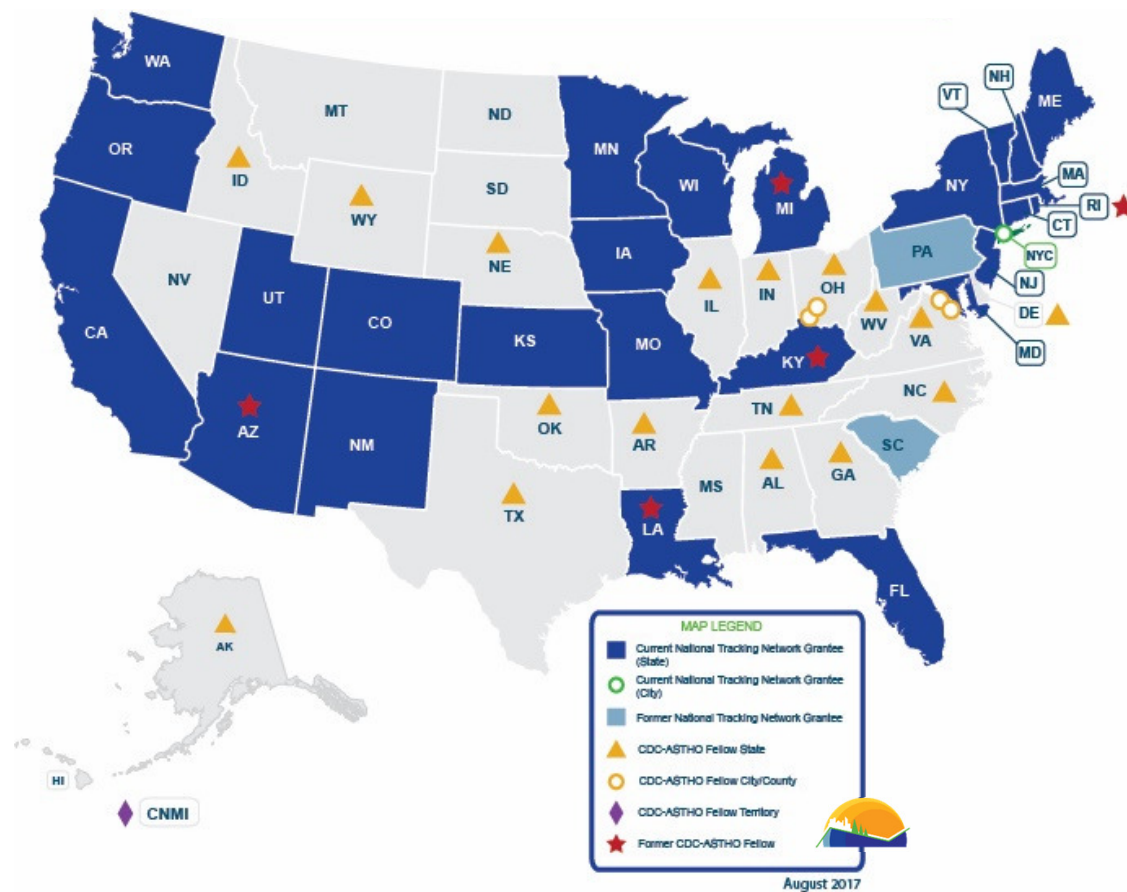 WA
MT
ND
MN
VT
NH
ME
OR
ID
SD
WI
MI
NY
MA
RI
CT
WY
NYC
NE
IA
PA
NJ
NV
UT
CO
IL
IN
OH
WV
VA
DE
MD
CA
KS
MO
KY
NC
AZ
NM
OK
AR
TN
SC
MS
AL
GA
TX
LA
FL
AK
HI
CNMI
MAP LEGEND
Current National Tracking Network Grantee
(State)
Current National Tracking Network Grantee
(City)
Former National Tracking Network Grantee
CDC-ASTHO Fellow State
CDC-ASTHO Fellow City/County
CDC-ASTHO Fellow Territory
Former CDC-ASTHO Fellow
August 2017